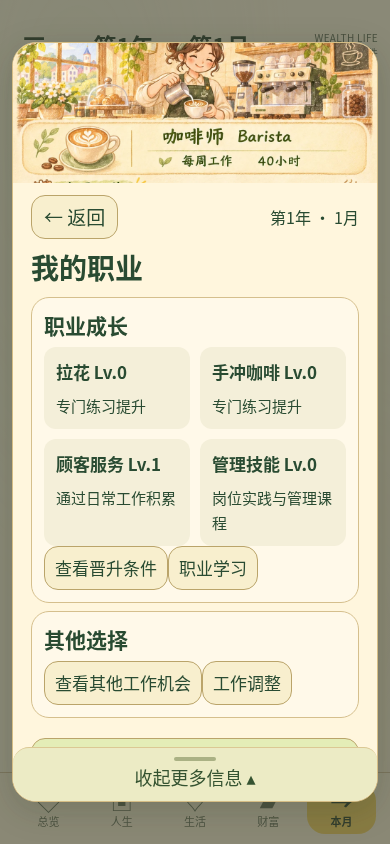 第1年 第1月
WEALTH LIFE
咖啡师 Barista
每周工作 40小时
← 返回
第1年 · 1月
我的职业
职业成长
拉花 Lv.0
专门练习提升
手冲咖啡 Lv.0
专门练习提升
顾客服务 Lv.1
通过日常工作积累
管理技能 Lv.0
岗位实践与管理课
程
查看晋升条件
职业学习
其他选择
查看其他工作机会
工作调整
收起更多信息 ▴
总览
人生
生活
财富
本月